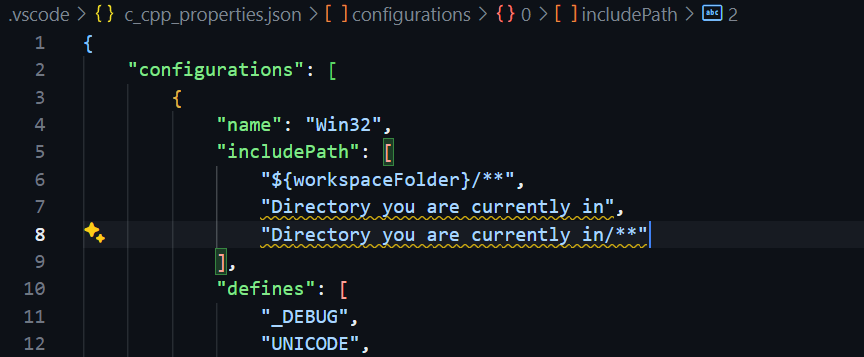 .vscode > {} c_cpp_properties.json > [ ] configurations > {} 0 > [ ] includePath > abc 2
1 {
2 "configurations": [
3 {
4 "name": "Win32",
5 "includePath": [
6 "${workspaceFolder}/**",
7 "Directory you are currently in",
8 "Directory you are currently in/**"
9 ],
10 "defines": [
11 "_DEBUG",
12 "UNICODE",